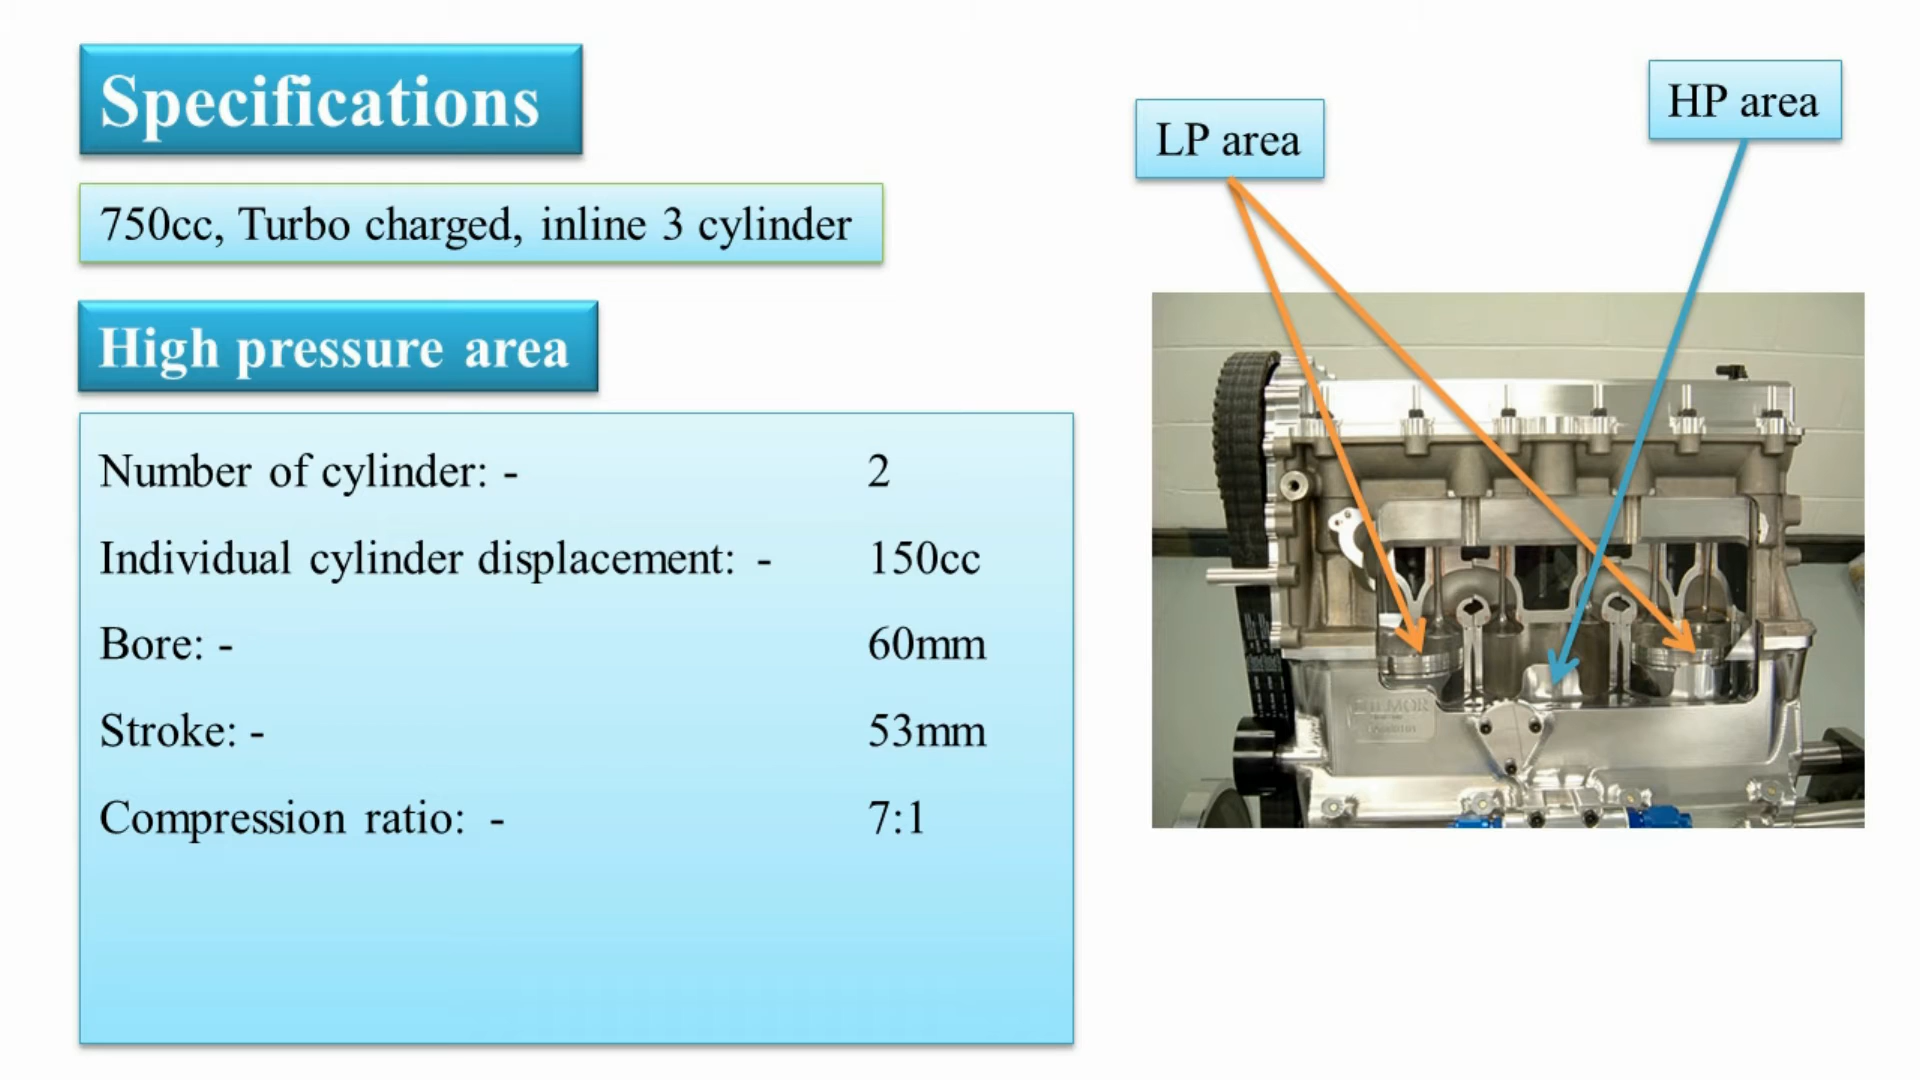 Specifications
750cc, Turbo charged, inline 3 cylinder
High pressure area
Number of cylinder: - 2
Individual cylinder displacement: - 150cc
Bore: - 60mm
Stroke: - 53mm
Compression ratio: - 7:1
LP area
HP area